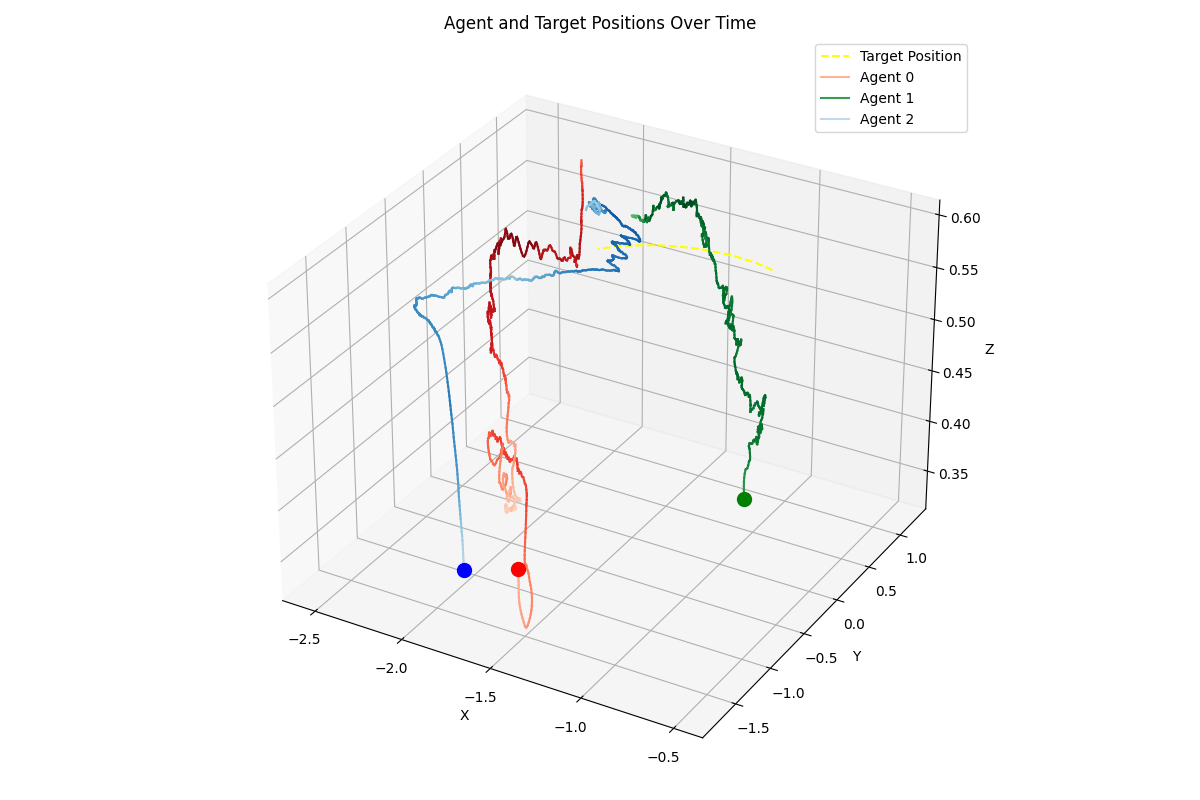 Agent and Target Positions Over Time
Target Position
Agent 0
Agent 1
Agent 2
0.60
0.55
0.50
Z
0.45
0.40
0.35
1.0
0.5
0.0
−0.5
Y
−1.0
−1.5
−2.5
−2.0
−1.5
X
−1.0
−0.5